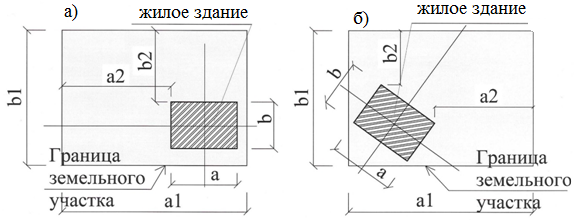 а)
жилое здание
b1
b2
a2
b
a
Граница
земельного
участка
a1
б)
жилое здание
b1
b2
b
a2
a
Граница
земельного
участка
a1